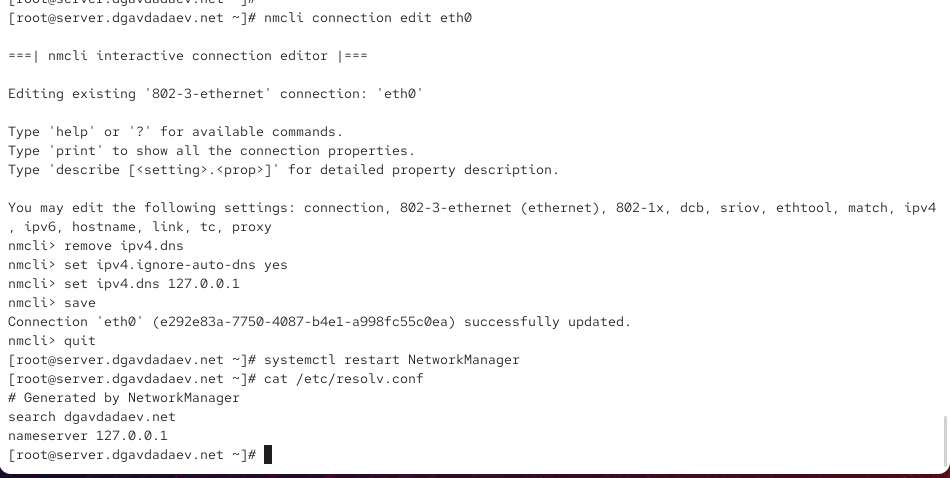 [root@server.dgavdadaev.net ~]#
[root@server.dgavdadaev.net ~]# nmcli connection edit eth0
===| nmcli interactive connection editor |===
Editing existing '802-3-ethernet' connection: 'eth0'
Type 'help' or '?' for available commands.
Type 'print' to show all the connection properties.
Type 'describe [<setting>.<prop>]' for detailed property description.
You may edit the following settings: connection, 802-3-ethernet (ethernet), 802-1x, dcb, sriov, ethtool, match, ipv4
, ipv6, hostname, link, tc, proxy
nmcli> remove ipv4.dns
nmcli> set ipv4.ignore-auto-dns yes
nmcli> set ipv4.dns 127.0.0.1
nmcli> save
Connection 'eth0' (e292e83a-7750-4087-b4e1-a998fc55c0ea) successfully updated.
nmcli> quit
[root@server.dgavdadaev.net ~]# systemctl restart NetworkManager
[root@server.dgavdadaev.net ~]# cat /etc/resolv.conf
# Generated by NetworkManager
search dgavdadaev.net
nameserver 127.0.0.1
[root@server.dgavdadaev.net ~]#